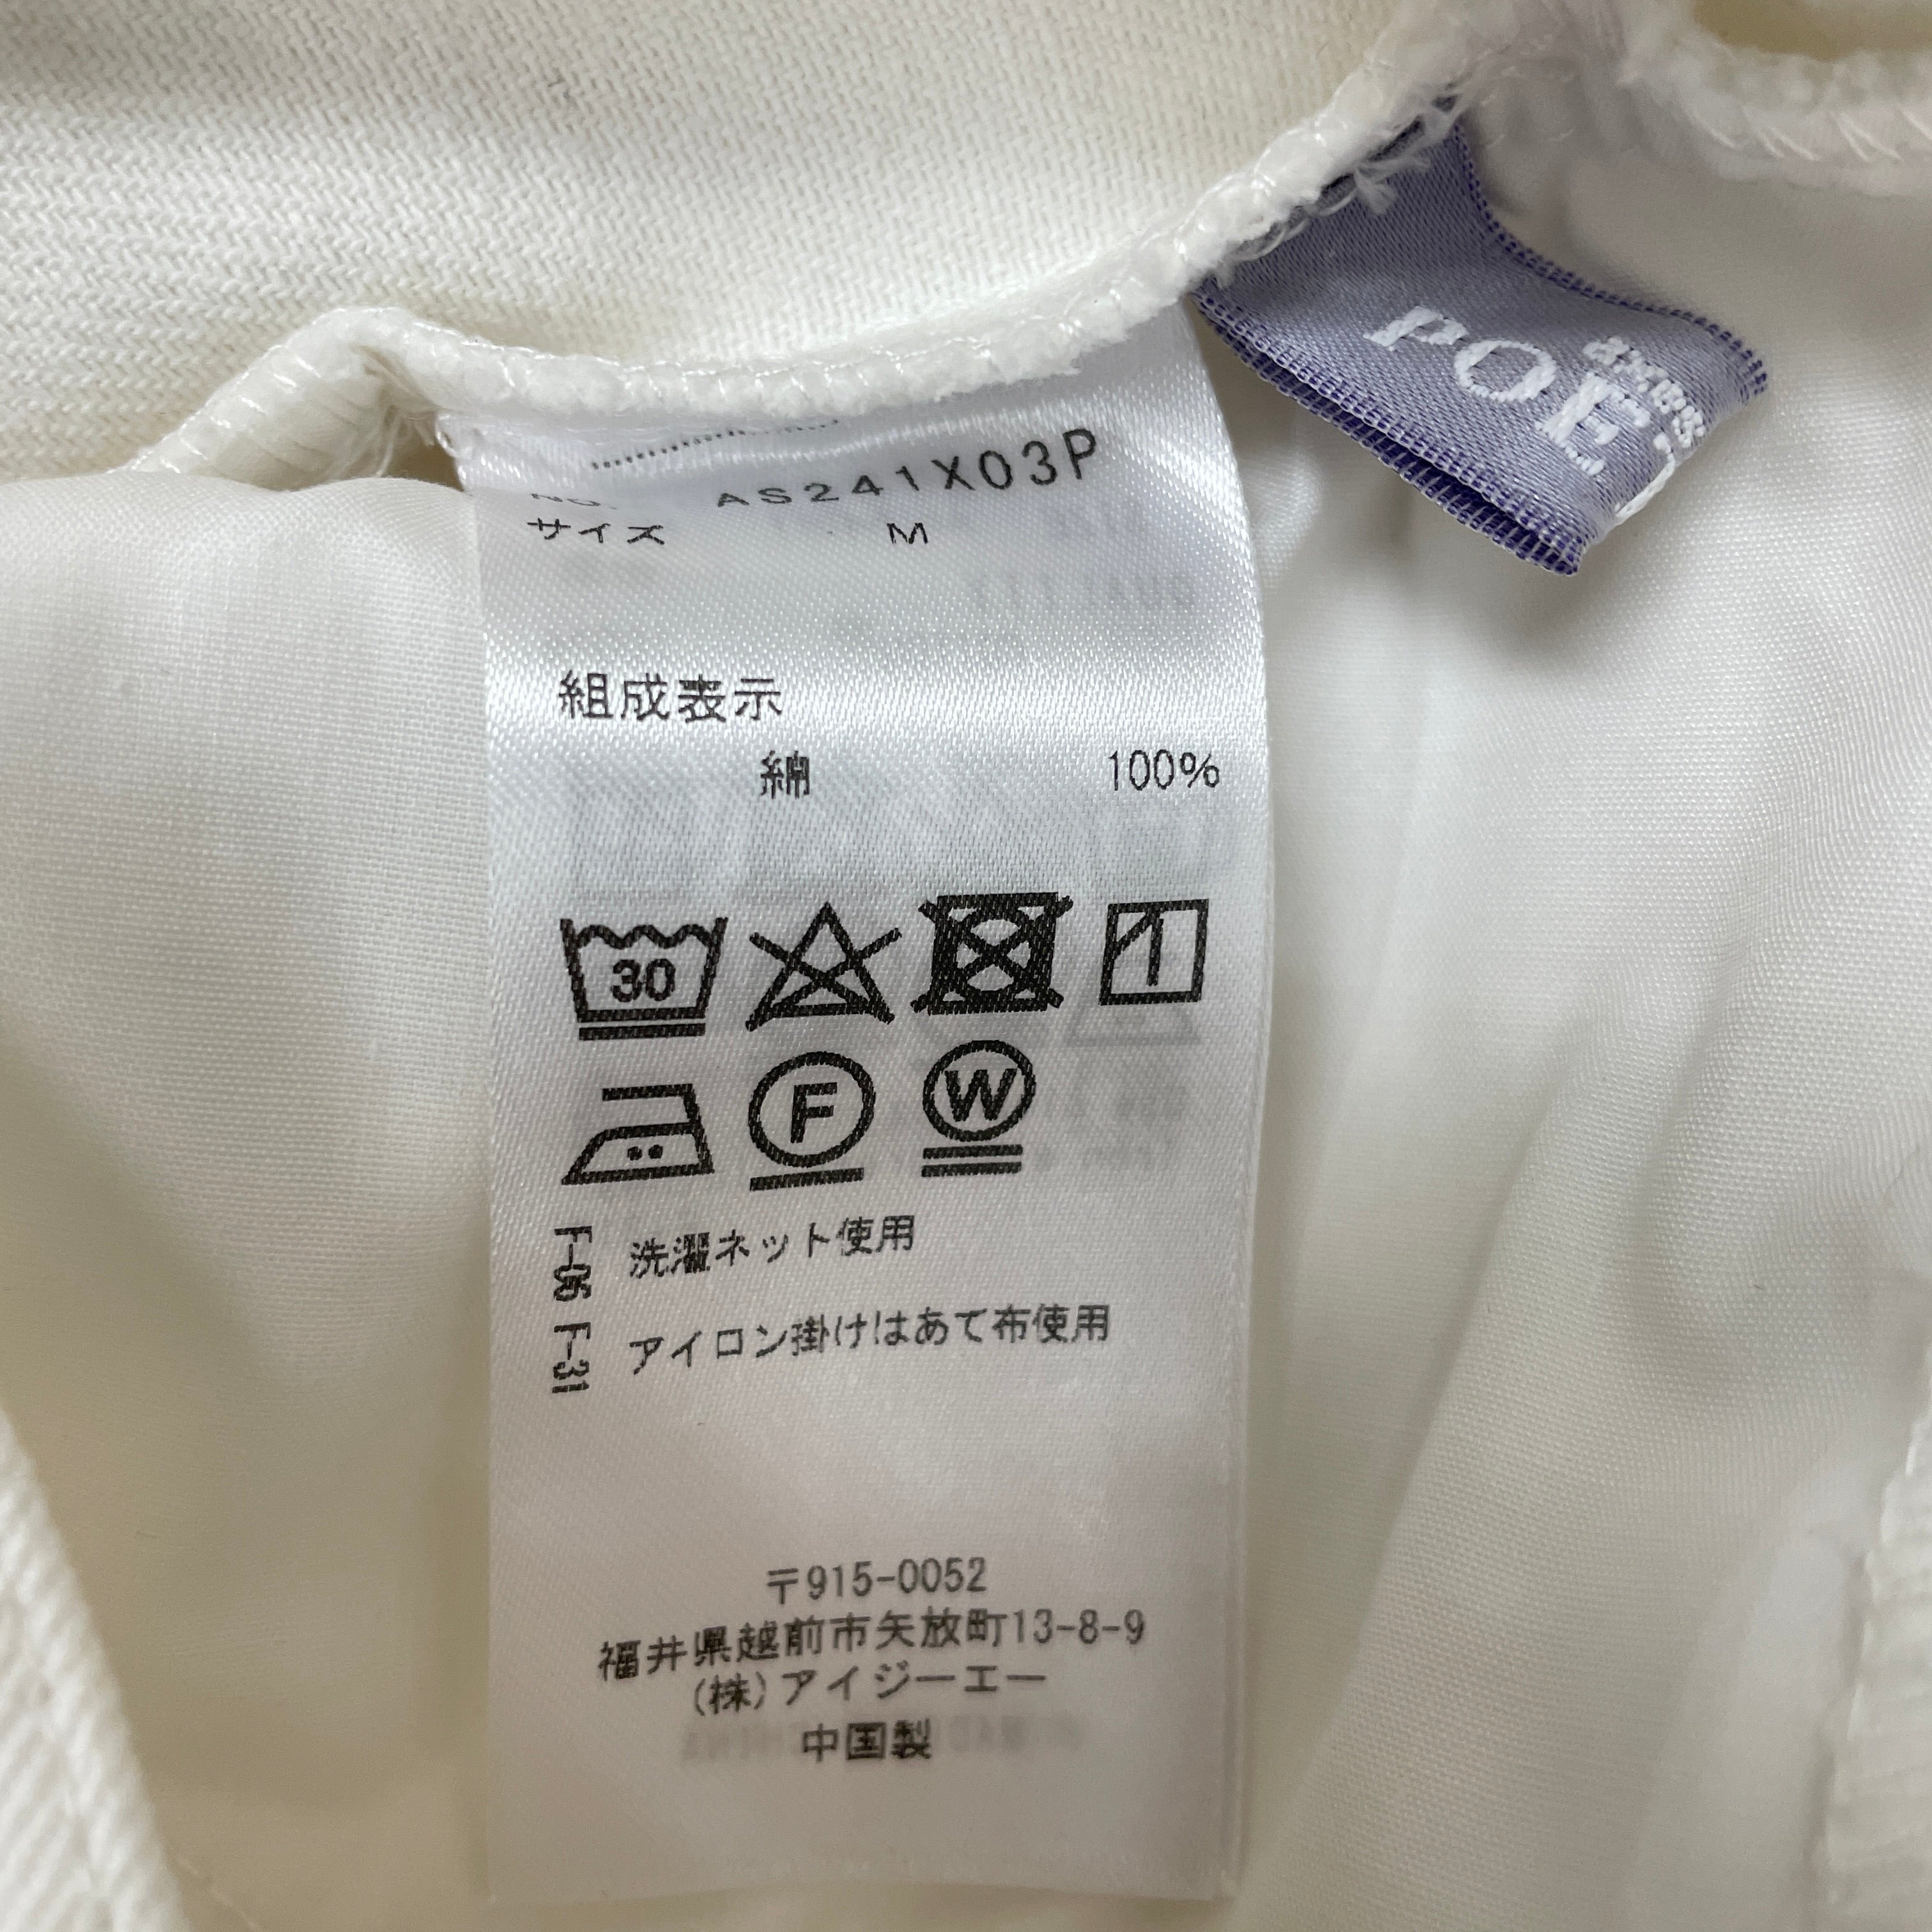 No. AS241X03P
サイズ M
組成表示
綿 100%
30
F W
F-06 洗濯ネット使用
F-31 アイロン掛けはあて布使用
〒915-0052
福井県越前市矢放町13-8-9
(株)アイジーエー
中国製
axes
POE